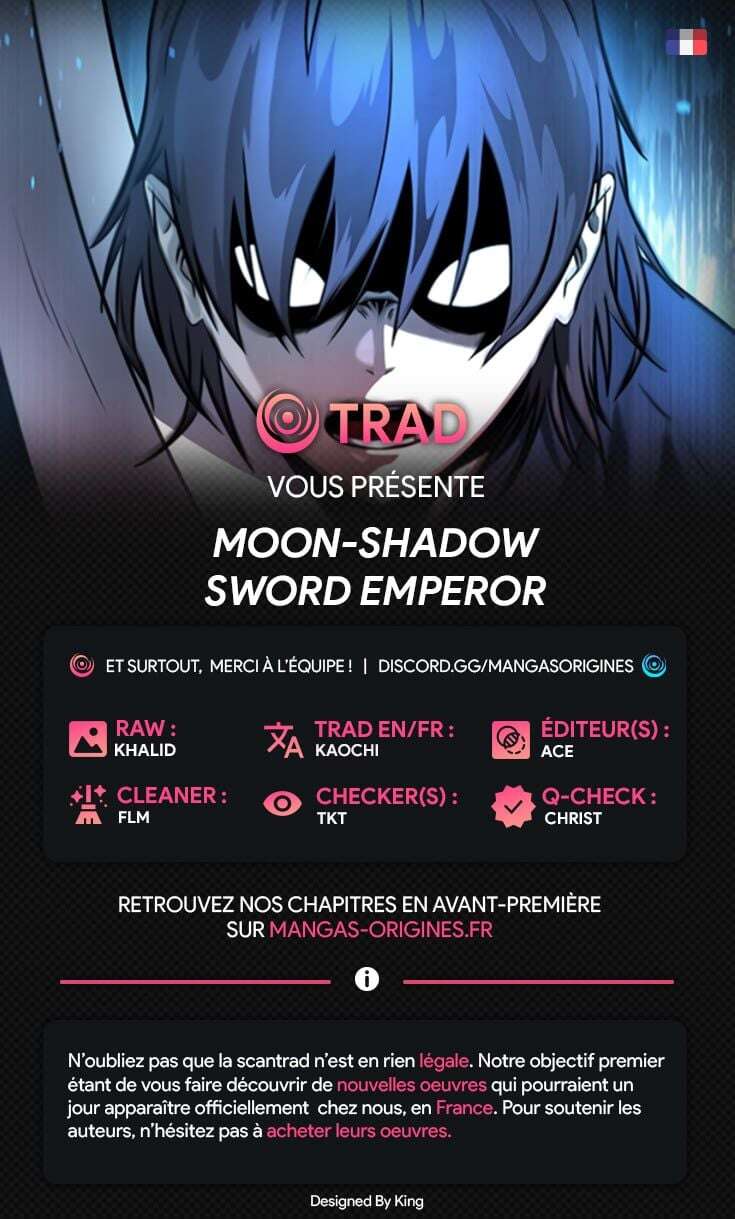 TRAD
VOUS PRÉSENTE
MOON-SHADOW
SWORD EMPEROR
ET SURTOUT, MERCI À L'ÉQUIPE ! | DISCORD.GG/MANGASORIGINES
RAW :
KHALID
TRAD EN/FR :
KAOCHI
ÉDITEUR(S) :
ACE
CLEANER :
FLM
CHECKER(S) :
TKT
Q-CHECK :
CHRIST
RETROUVEZ NOS CHAPITRES EN AVANT-PREMIÈRE
SUR MANGAS-ORIGINES.FR
N'oubliez pas que la scantrad n'est en rien légale. Notre objectif premier
étant de vous faire découvrir de nouvelles oeuvres qui pourraient un
jour apparaître officiellement chez nous, en France. Pour soutenir les
auteurs, n'hésitez pas à acheter leurs oeuvres.
Designed By King